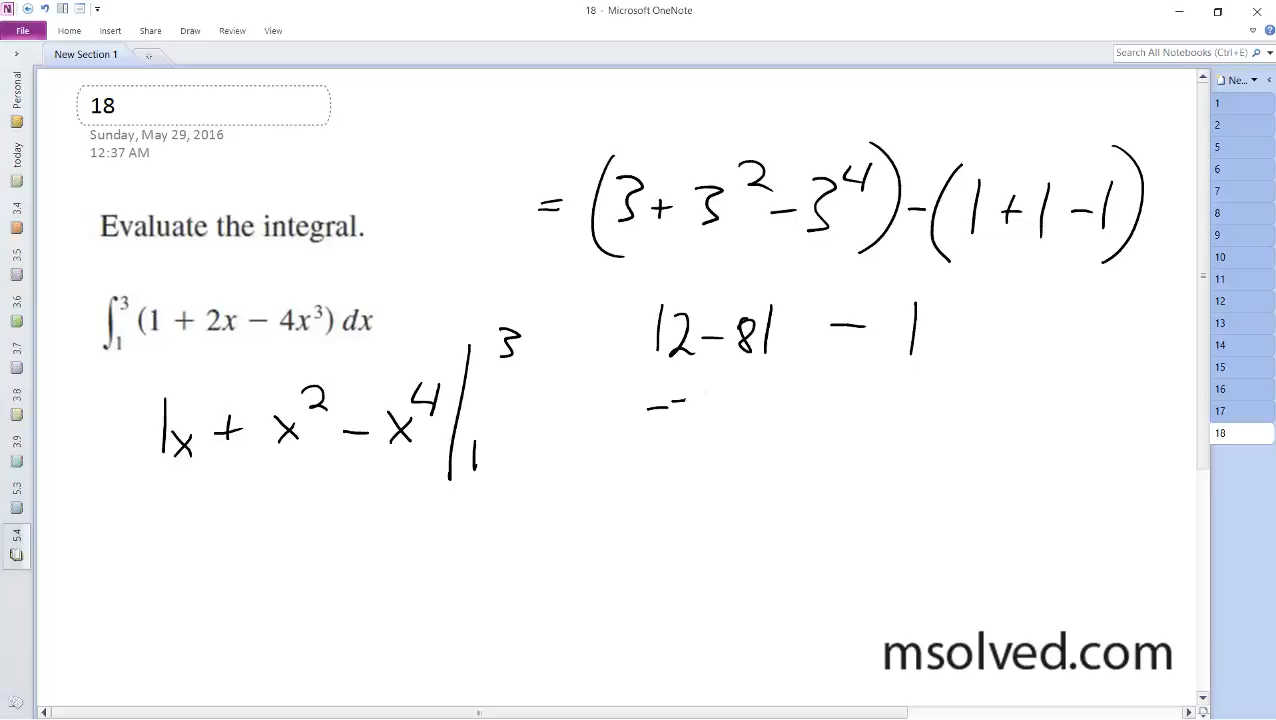 18 - Microsoft OneNote
File Home Insert Share Draw Review View
New Section 1
Search All Notebooks (Ctrl+E)
18
Sunday, May 29, 2016
12:37 AM
Evaluate the integral.
∫₁³ (1 + 2x − 4x³) dx
1x + x² − x⁴ |₁³
= (3 + 3² − 3⁴) − (1 + 1 − 1)
12 − 81 − 1
msolved.com
Personal
today
34
35
36
37
38
39
53
54
Ne...
1
2
5
6
7
8
9
10
11
12
13
14
15
16
17
18